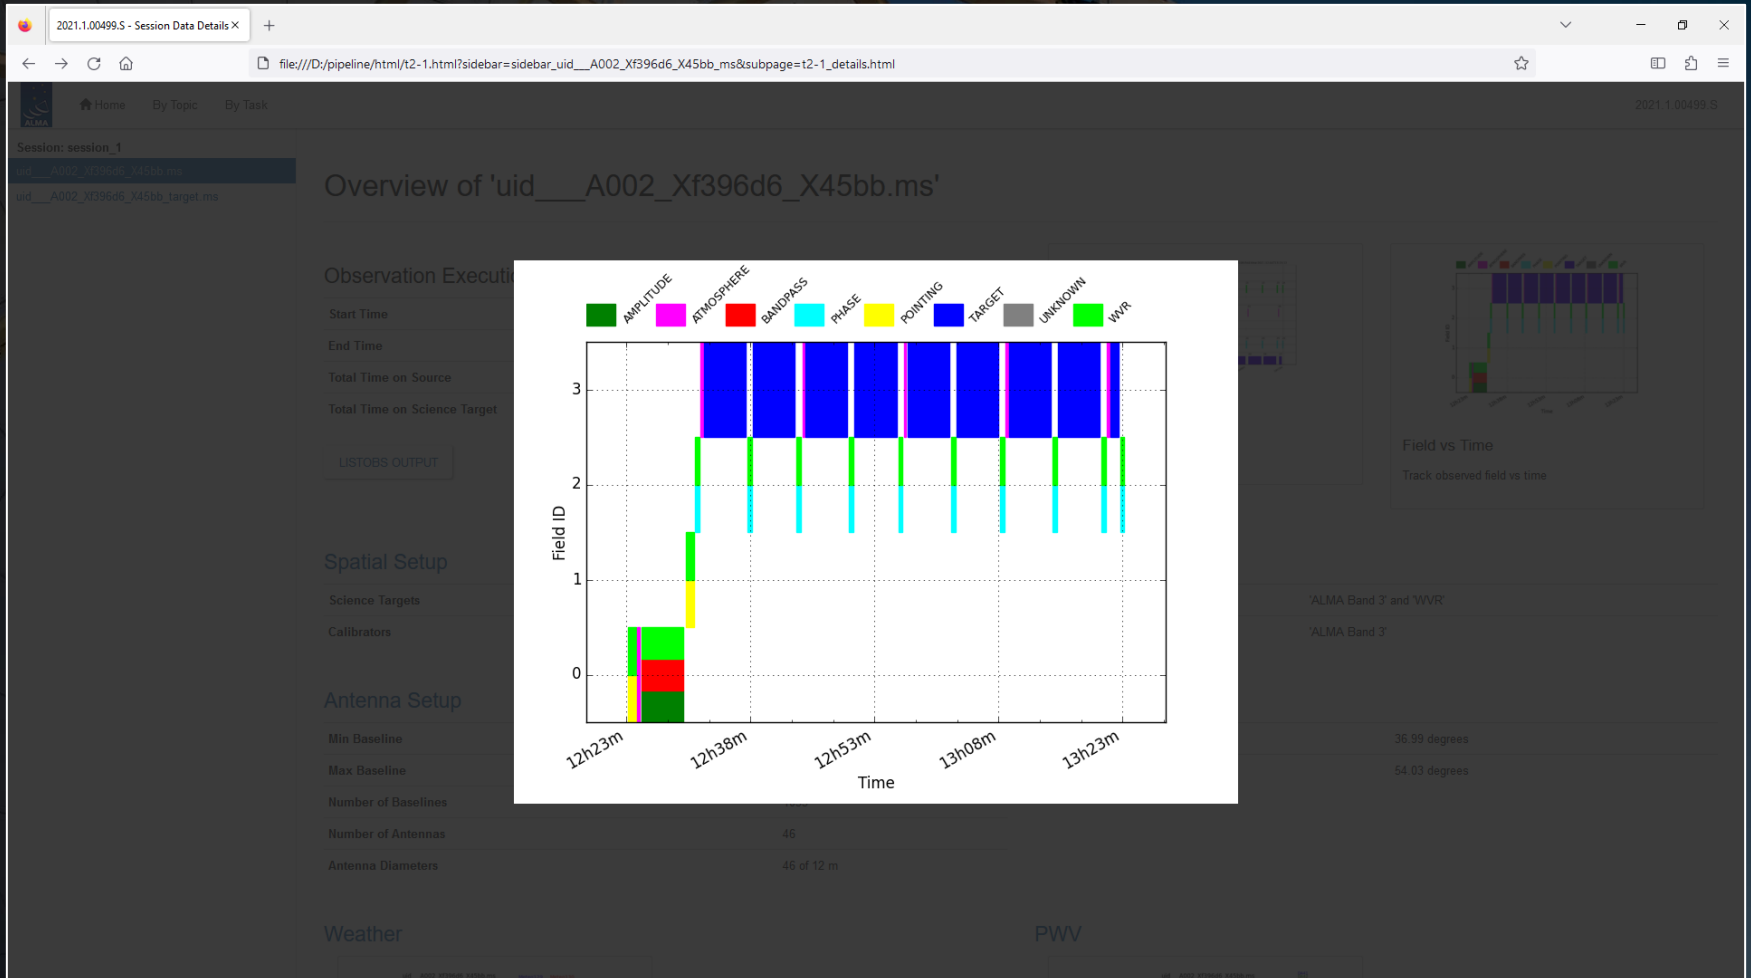 2021.1.00499.S - Session Data Details
file:///D:/pipeline/html/t2-1.html?sidebar=sidebar_uid___A002_Xf396d6_X45bb_ms&subpage=t2-1_details.html
ALMA
Home By Topic By Task
2021.1.00499.S
Session: session_1
uid___A002_Xf396d6_X45bb.ms
uid___A002_Xf396d6_X45bb_target.ms
Overview of 'uid___A002_Xf396d6_X45bb.ms'
Observation Executi
Start Time
End Time
Total Time on Source
Total Time on Science Target
LISTOBS OUTPUT
AMPLITUDE
ATMOSPHERE
BANDPASS
PHASE
POINTING
TARGET
UNKNOWN
WVR
3
2
1
0
Field ID
12h23m
12h38m
12h53m
13h08m
13h23m
Time
Field vs Time
Track observed field vs time
Spatial Setup
Science Targets
'ALMA Band 3' and 'WVR'
Calibrators
'ALMA Band 3'
Antenna Setup
Min Baseline
36.99 degrees
Max Baseline
54.03 degrees
Number of Baselines
Number of Antennas 46
Antenna Diameters 46 of 12 m
Weather
PWV